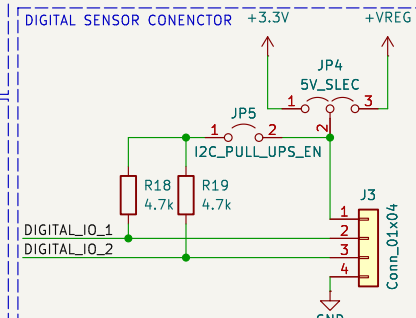 DIGITAL SENSOR CONENCTOR
+3.3V
+VREG
JP4
5V_SLEC
1
3
2
JP5
1
2
I2C_PULL_UPS_EN
R18
4.7k
R19
4.7k
J3
Conn_01x04
1
2
3
4
DIGITAL_IO_1
DIGITAL_IO_2